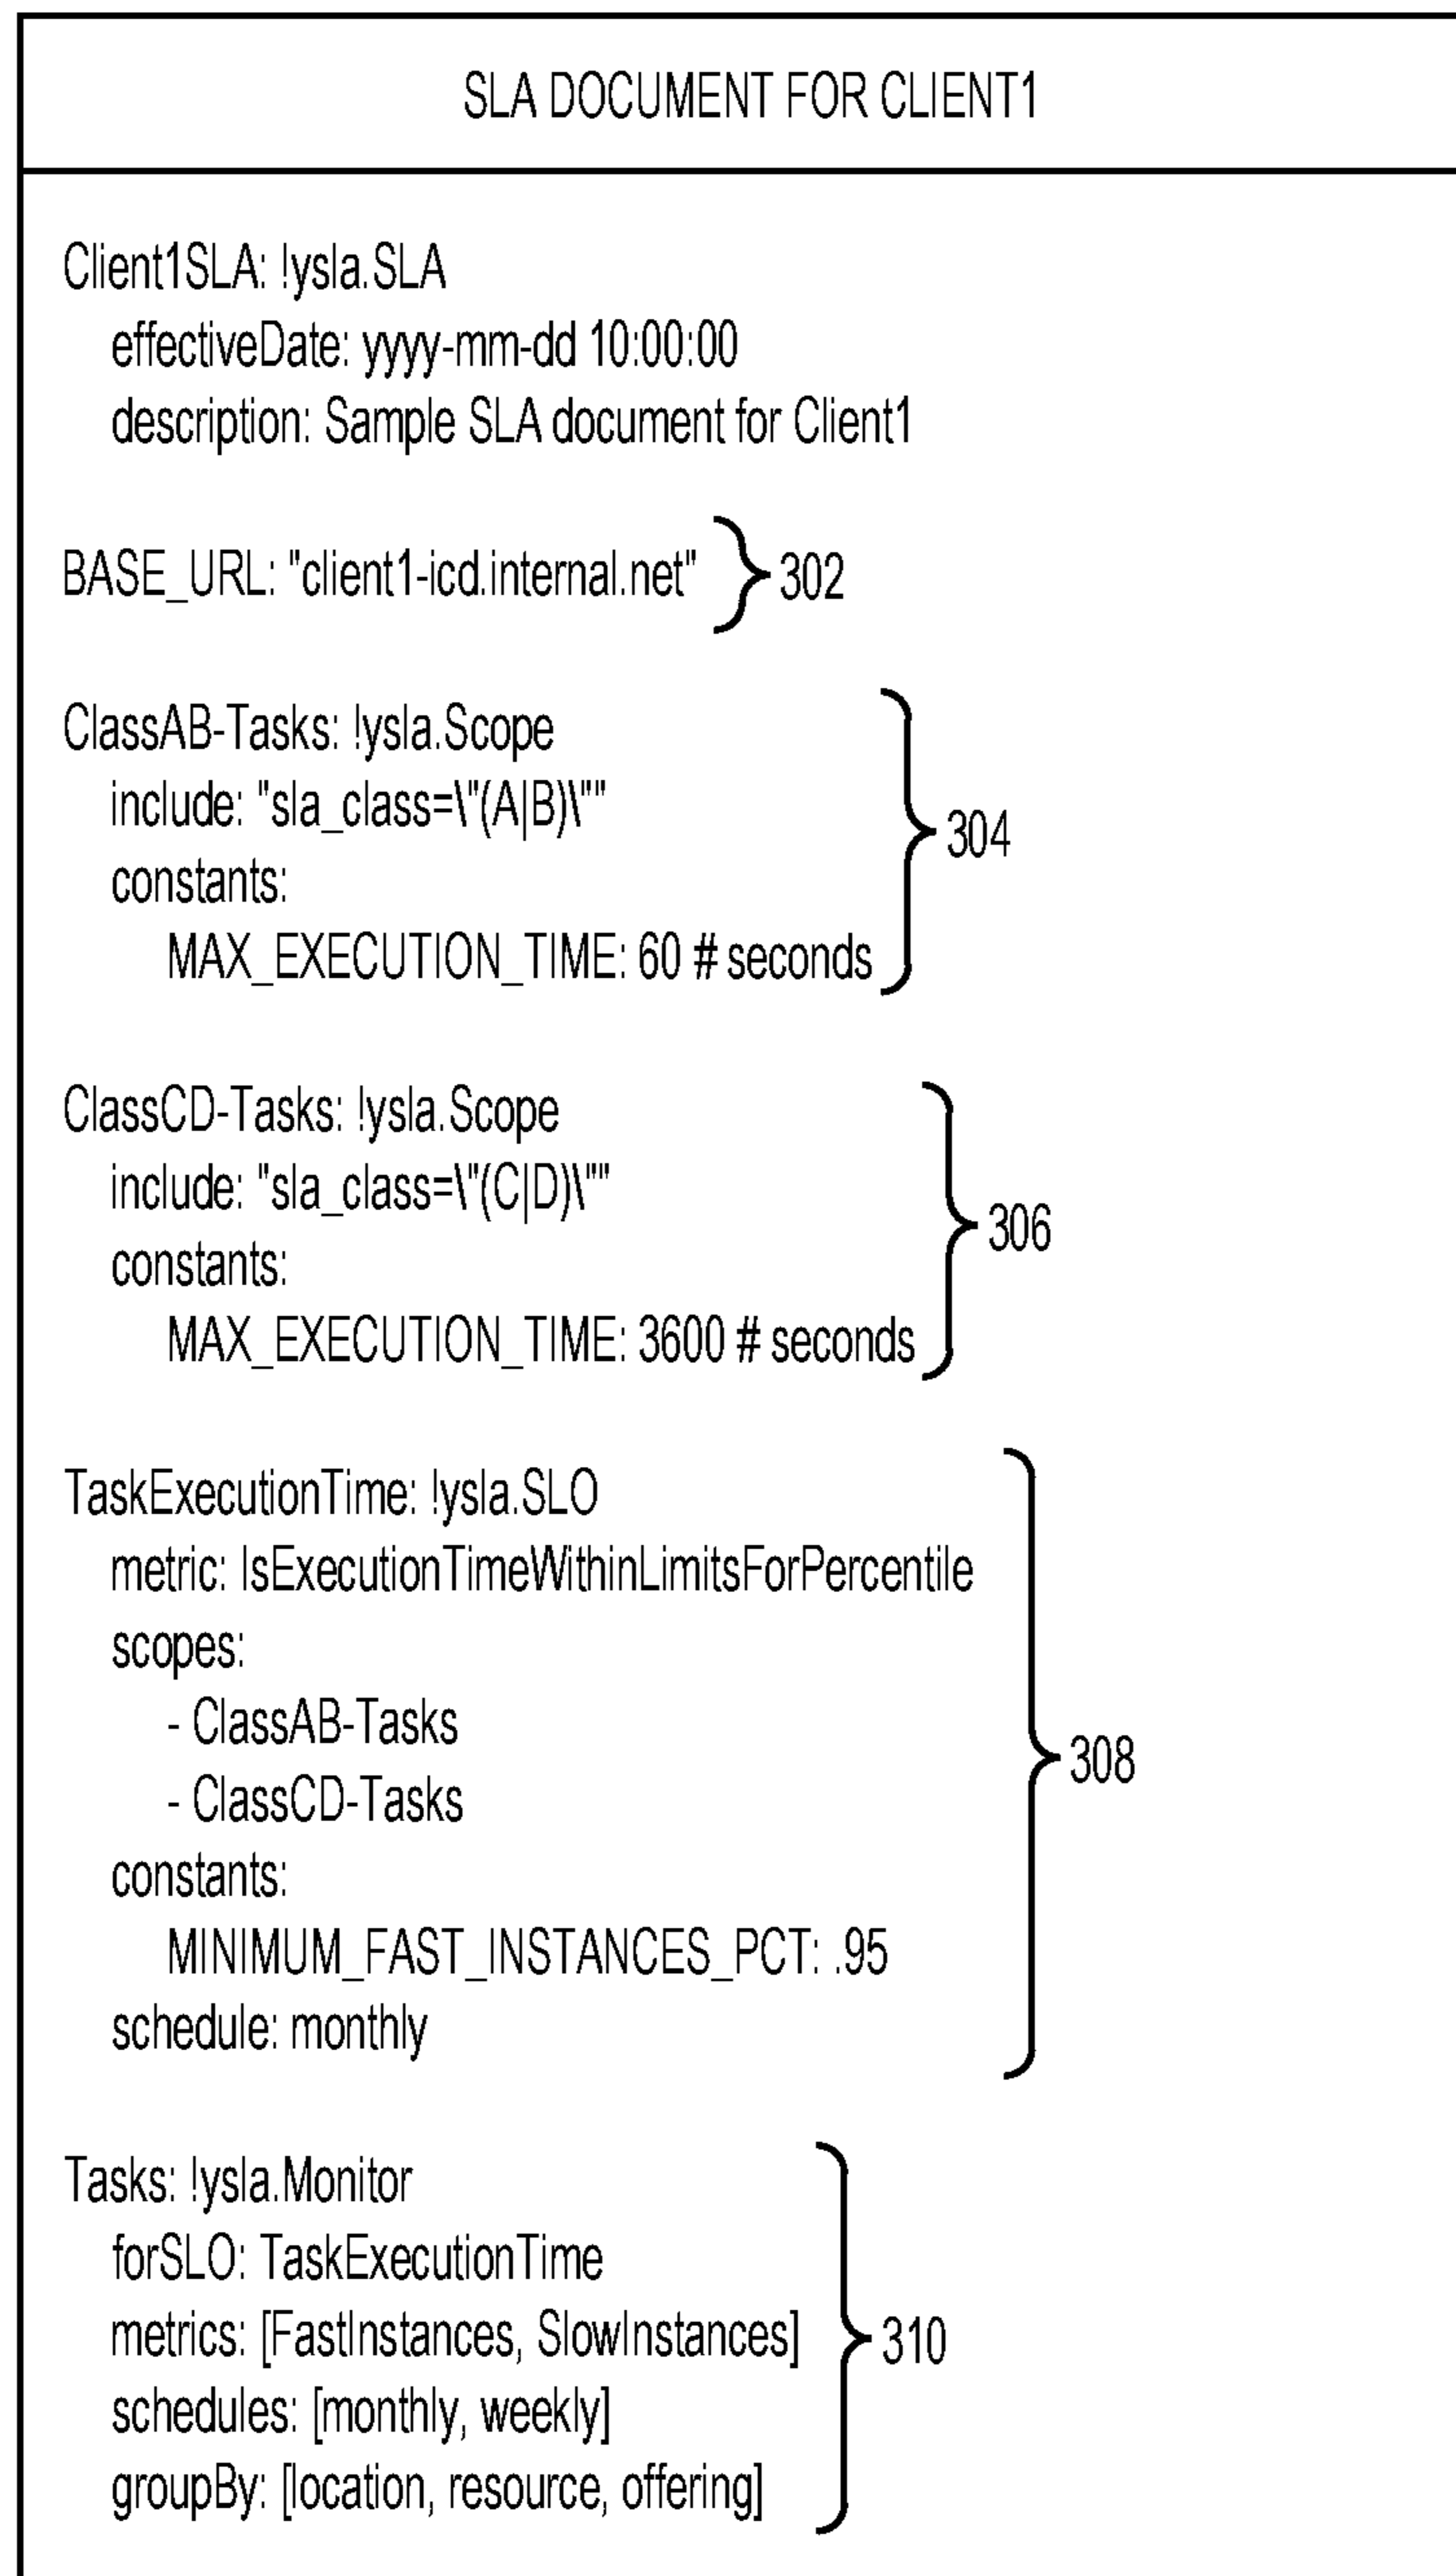 SLA DOCUMENT FOR CLIENT1
Client1SLA: !ysla.SLA
effectiveDate: yyyy-mm-dd 10:00:00
description: Sample SLA document for Client1
BASE_URL: "client1-icd.internal.net" 302
ClassAB-Tasks: !ysla.Scope
include: "sla_class=\"(A|B)\""
304
constants:
MAX_EXECUTION_TIME: 60 # seconds
ClassCD-Tasks: !ysla.Scope
include: "sla_class=\"(C|D)\""
306
constants:
MAX_EXECUTION_TIME: 3600 # seconds
TaskExecutionTime: !ysla.SLO
metric: IsExecutionTimeWithinLimitsForPercentile
scopes:
- ClassAB-Tasks
308
- ClassCD-Tasks
constants:
MINIMUM_FAST_INSTANCES_PCT: .95
schedule: monthly
Tasks: !ysla.Monitor
forSLO: TaskExecutionTime
metrics: [FastInstances, SlowInstances] 310
schedules: [monthly, weekly]
groupBy: [location, resource, offering]